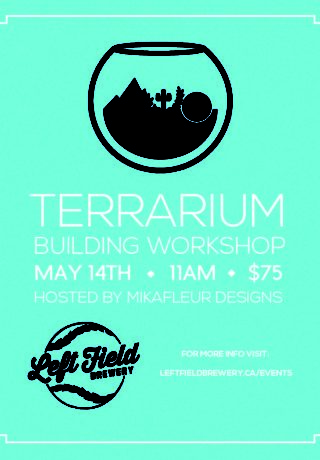 TERRARIUM
BUILDING WORKSHOP
MAY 14TH • 11AM • $75
HOSTED BY MIKAFLEUR DESIGNS
Left Field
BREWERY
FOR MORE INFO VISIT:
LEFTFIELDBREWERY.CA/EVENTS